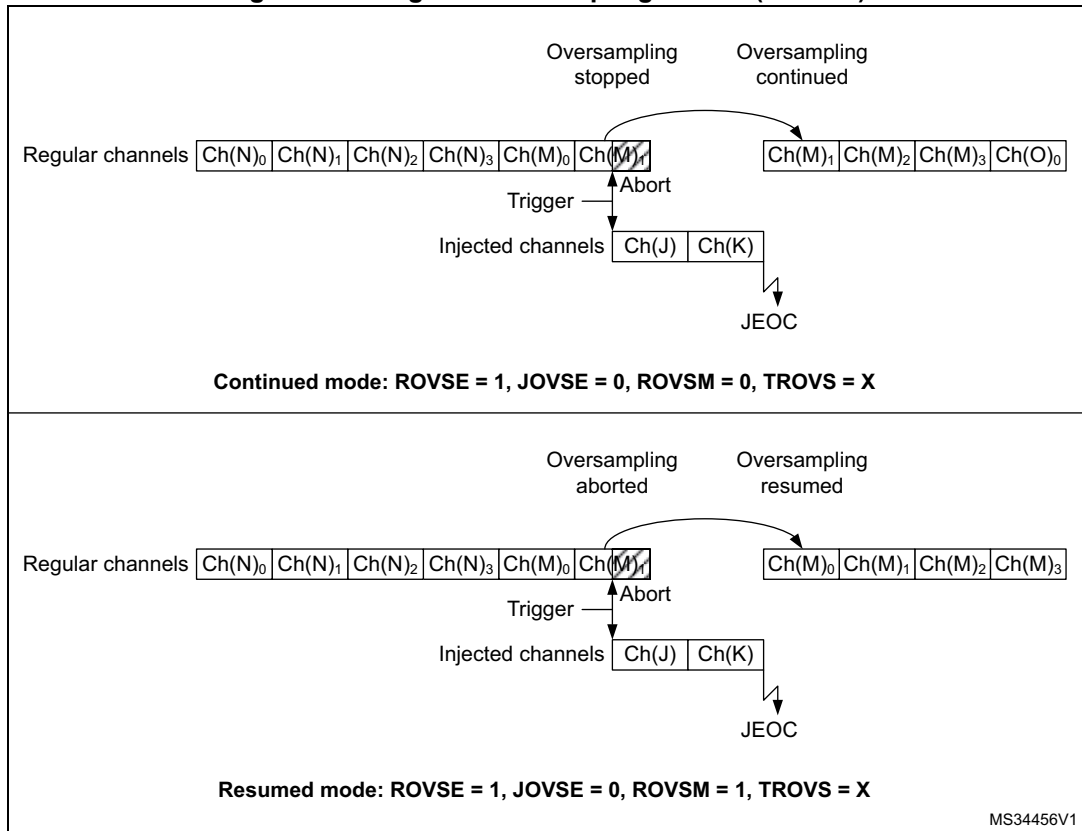 Oversampling stopped
Oversampling continued
Regular channels Ch(N)₀ Ch(N)₁ Ch(N)₂ Ch(N)₃ Ch(M)₀ Ch(M)₁ Ch(M)₁ Ch(M)₂ Ch(M)₃ Ch(O)₀
Abort
Trigger
Injected channels Ch(J) Ch(K)
JEOC
Continued mode: ROVSE = 1, JOVSE = 0, ROVSM = 0, TROVS = X
Oversampling aborted
Oversampling resumed
Regular channels Ch(N)₀ Ch(N)₁ Ch(N)₂ Ch(N)₃ Ch(M)₀ Ch(M)₁ Ch(M)₀ Ch(M)₁ Ch(M)₂ Ch(M)₃
Abort
Trigger
Injected channels Ch(J) Ch(K)
JEOC
Resumed mode: ROVSE = 1, JOVSE = 0, ROVSM = 1, TROVS = X
MS34456V1